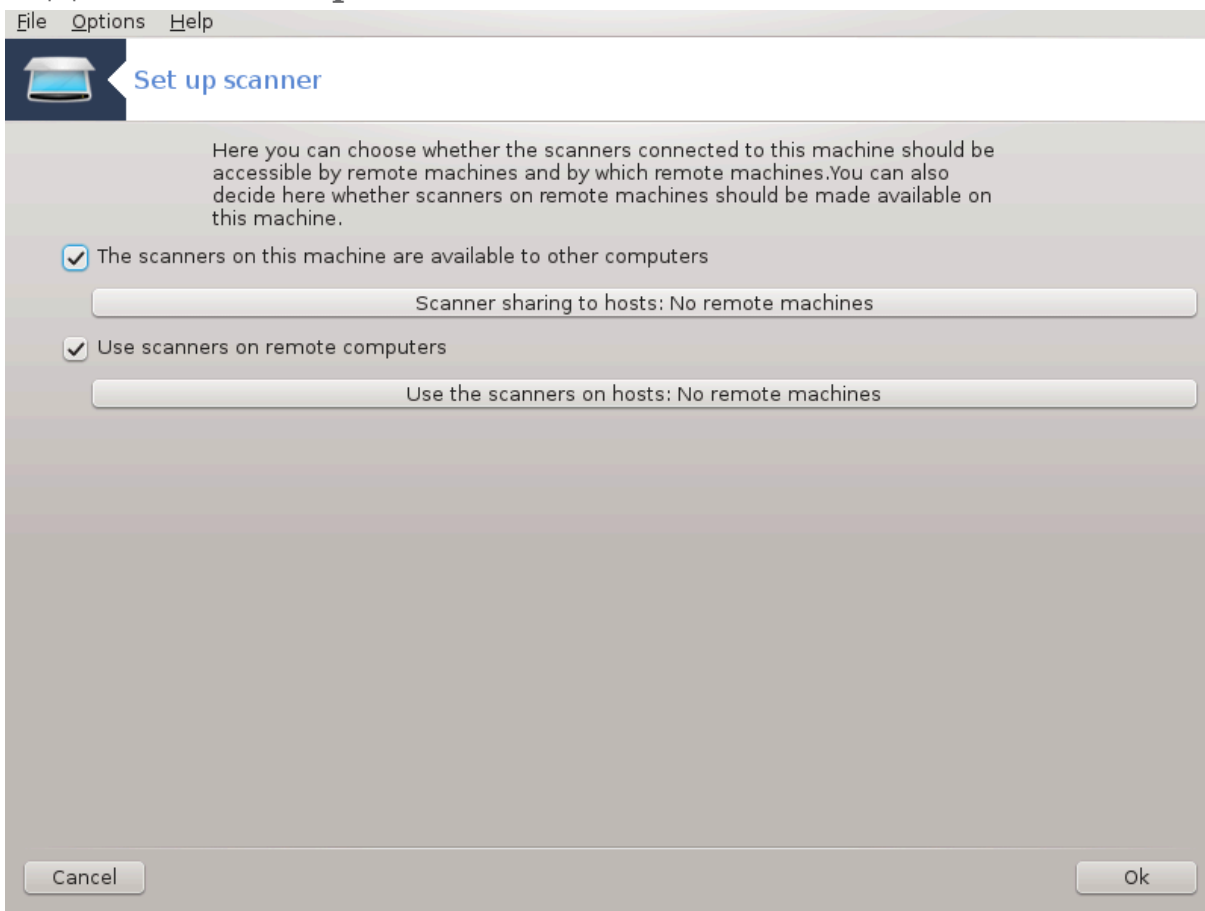 File Options Help
Set up scanner
Here you can choose whether the scanners connected to this machine should be
accessible by remote machines and by which remote machines.You can also
decide here whether scanners on remote machines should be made available on
this machine.
The scanners on this machine are available to other computers
Scanner sharing to hosts: No remote machines
Use scanners on remote computers
Use the scanners on hosts: No remote machines
Cancel Ok